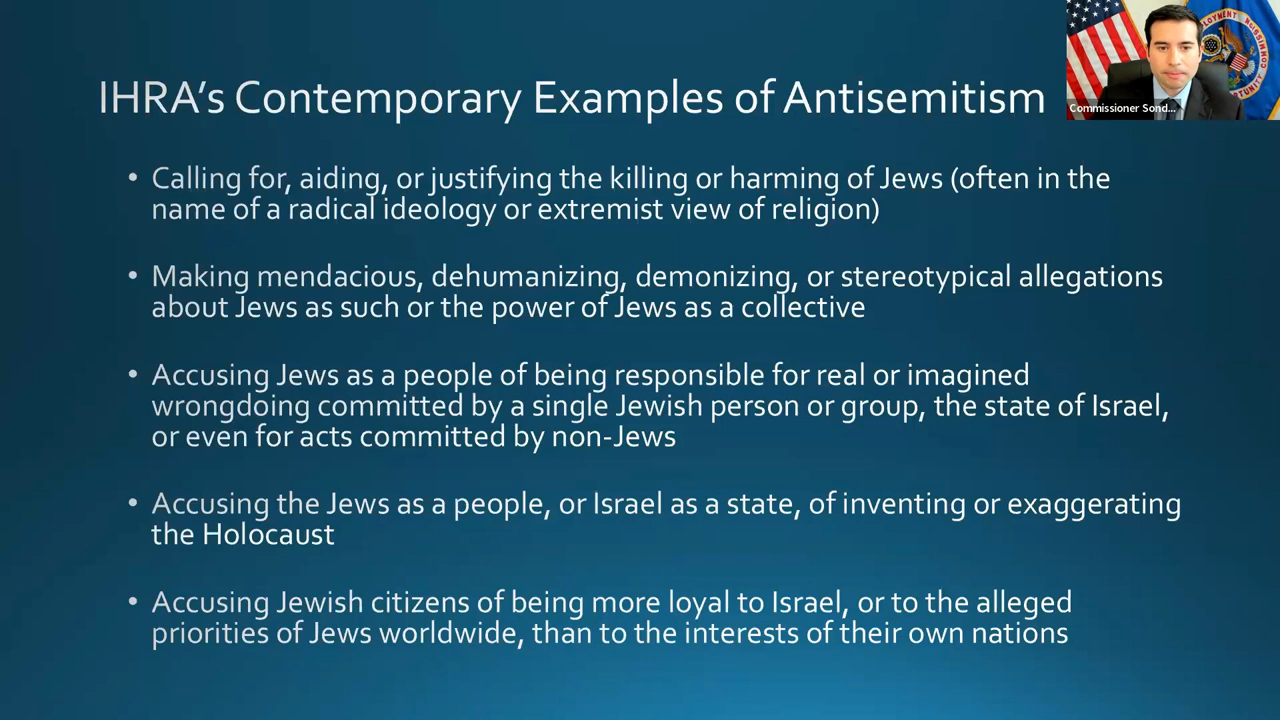 IHRA’s Contemporary Examples of Antisemitism
Commissioner Sond...
• Calling for, aiding, or justifying the killing or harming of Jews (often in the
name of a radical ideology or extremist view of religion)
• Making mendacious, dehumanizing, demonizing, or stereotypical allegations
about Jews as such or the power of Jews as a collective
• Accusing Jews as a people of being responsible for real or imagined
wrongdoing committed by a single Jewish person or group, the state of Israel,
or even for acts committed by non-Jews
• Accusing the Jews as a people, or Israel as a state, of inventing or exaggerating
the Holocaust
• Accusing Jewish citizens of being more loyal to Israel, or to the alleged
priorities of Jews worldwide, than to the interests of their own nations